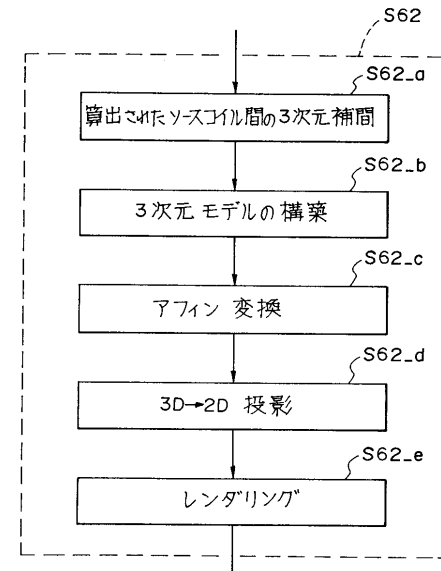 S62
S62_a
算出されたソースコイル間の3次元補間
S62_b
3次元モデルの構築
S62_c
アフィン変換
S62_d
3D→2D 投影
S62_e
レンダリング